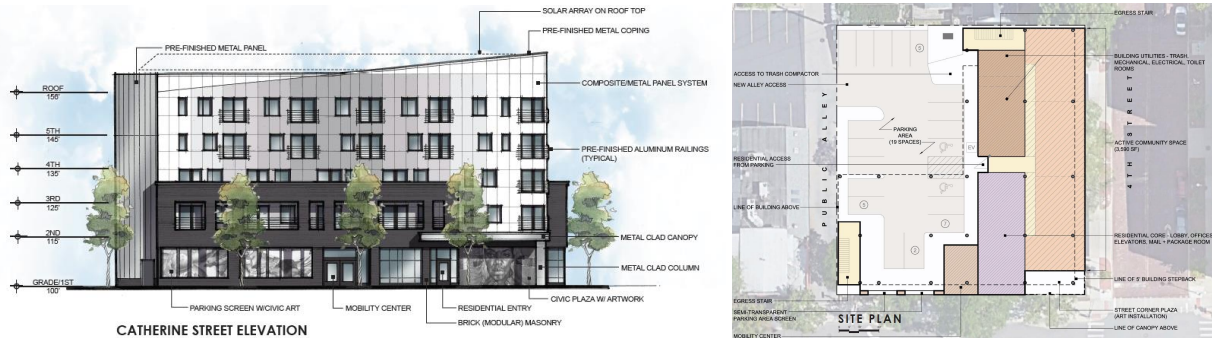 SOLAR ARRAY ON ROOF TOP
PRE-FINISHED METAL COPING
PRE-FINISHED METAL PANEL
COMPOSITE/METAL PANEL SYSTEM
ROOF
158'
5TH
145'
PRE-FINISHED ALUMINUM RAILINGS
(TYPICAL)
4TH
135'
3RD
125'
2ND
115'
METAL CLAD CANOPY
METAL CLAD COLUMN
GRADE/1ST
100'
PARKING SCREEN W/CIVIC ART
MOBILITY CENTER
RESIDENTIAL ENTRY
CIVIC PLAZA W/ ARTWORK
BRICK (MODULAR) MASONRY
CATHERINE STREET ELEVATION
EGRESS STAIR
BUILDING UTILITIES - TRASH,
MECHANICAL, ELECTRICAL, TOILET
ROOMS
ACCESS TO TRASH COMPACTOR
NEW ALLEY ACCESS
PUBLIC ALLEY
4TH STREET
PARKING
AREA
(19 SPACES)
EV
ACTIVE COMMUNITY SPACE
(3,590 SF)
RESIDENTIAL ACCESS
FROM PARKING
LINE OF BUILDING ABOVE
5
5
7
2
RESIDENTIAL CORE - LOBBY, OFFICES
ELEVATORS, MAIL + PACKAGE ROOM
LINE OF 5' BUILDING STEPBACK
EGRESS STAIR
SEMI-TRANSPARENT
PARKING AREA-SCREEN
MOBILITY CENTER
SITE PLAN
STREET CORNER PLAZA
(ART INSTALLATION)
LINE OF CANOPY ABOVE